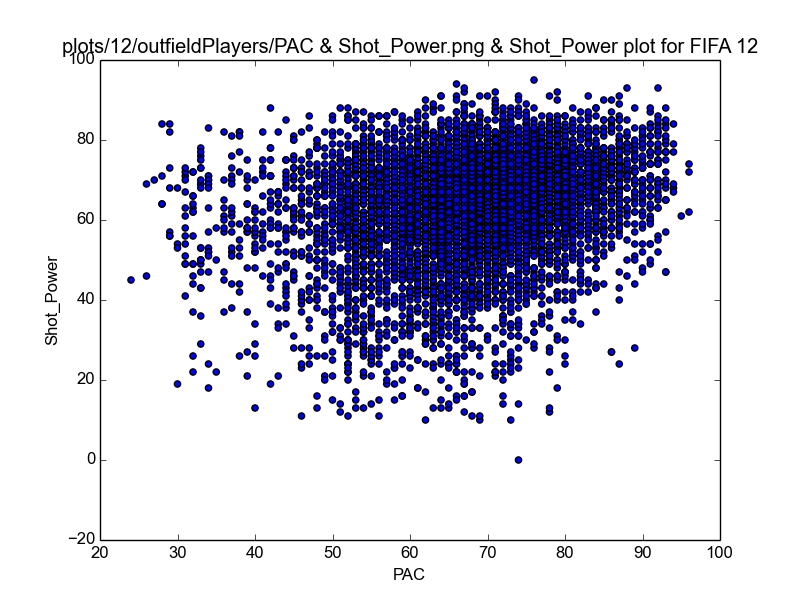 plots/12/outfieldPlayers/PAC & Shot_Power.png & Shot_Power plot for FIFA 12
100
80
60
40
20
0
−20
Shot_Power
20 30 40 50 60 70 80 90 100
PAC